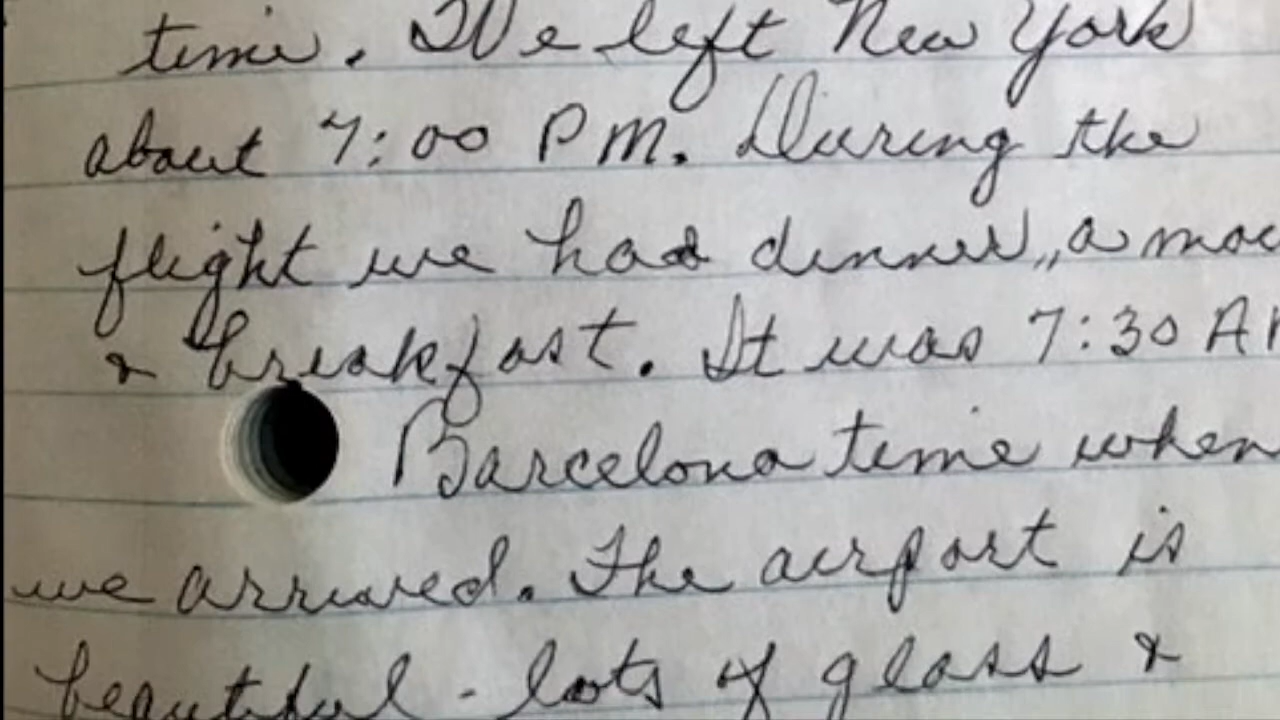 time. We left New York
about 7:00 PM. During the
flight we had dinner, a
& breakfast. It was 7:30
Barcelona time when
we arrived. The airport is
beautiful - lots of glass &